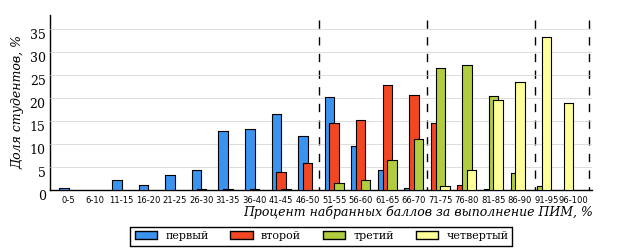 Доля студентов, %
35
30
25
20
15
10
5
0
0-5 6-10 11-15 16-20 21-25 26-30 31-35 36-40 41-45 46-50 51-55 56-60 61-65 66-70 71-75 76-80 81-85 86-90 91-95 96-100
Процент набранных баллов за выполнение ПИМ, %
первый второй третий четвертый